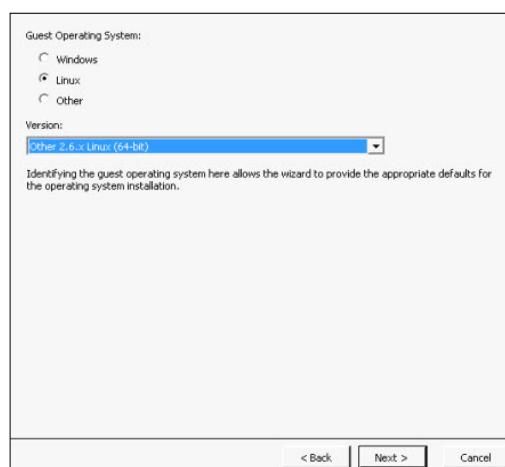 Guest Operating System:
Windows
Linux
Other
Version:
Other 2.6.x Linux (64-bit)
Identifying the guest operating system here allows the wizard to provide the appropriate defaults for
the operating system installation.
< Back Next > Cancel